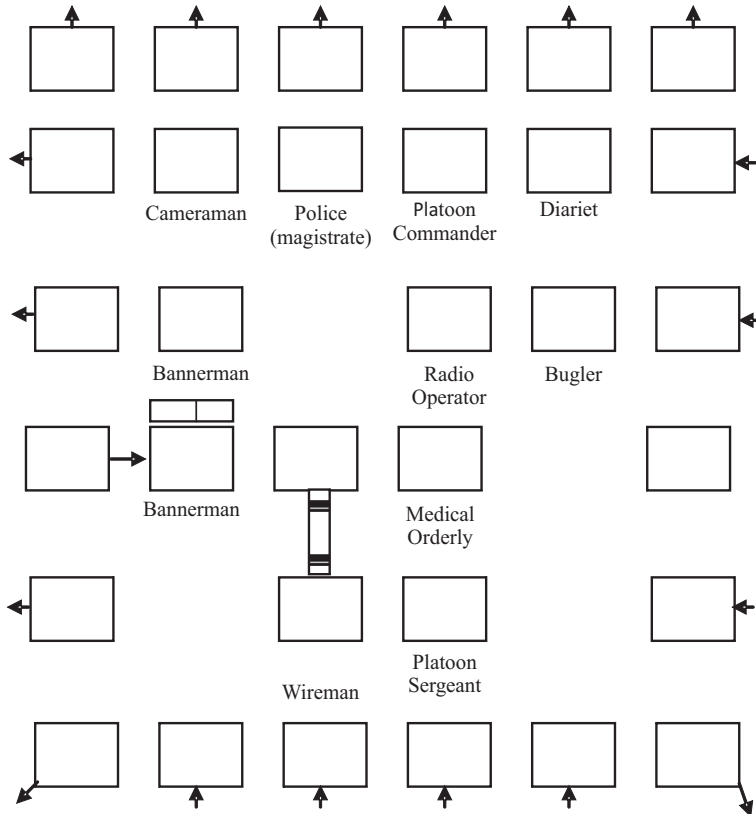 Cameraman
Police
(magistrate)
Platoon
Commander
Diariet
Bannerman
Radio
Operator
Bugler
Bannerman
Medical
Orderly
Wireman
Platoon
Sergeant